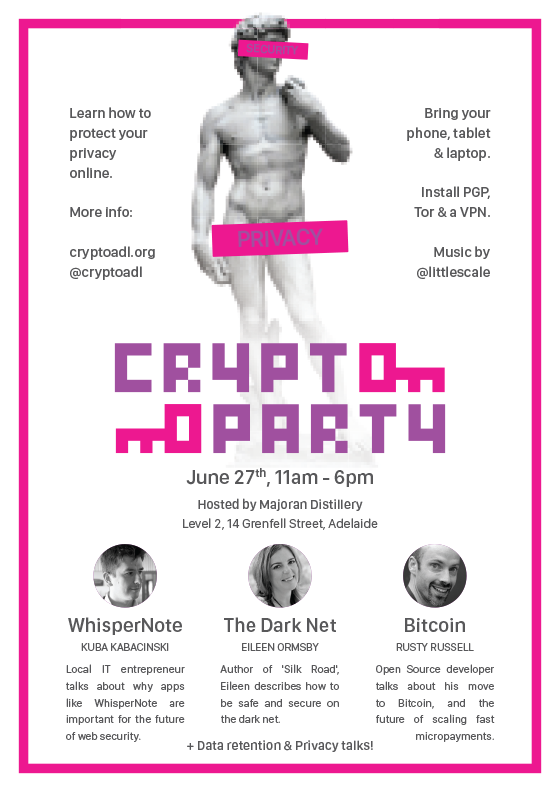 SECURITY
Learn how to
protect your
privacy
online.
More info:
cryptoadl.org
@cryptoadl
Bring your
phone, tablet
& laptop.
Install PGP,
Tor & a VPN.
Music by
@littlescale
PRIVACY
CRYPTO
PARTY
June 27th, 11am - 6pm
Hosted by Majoran Distillery
Level 2, 14 Grenfell Street, Adelaide
WhisperNote
KUBA KABACINSKI
Local IT entrepreneur
talks about why apps
like WhisperNote are
important for the future
of web security.
The Dark Net
EILEEN ORMSBY
Author of 'Silk Road',
Eileen describes how to
be safe and secure on
the dark net.
Bitcoin
RUSTY RUSSELL
Open Source developer
talks about his move
to Bitcoin, and the
future of scaling fast
micropayments.
+ Data retention & Privacy talks!